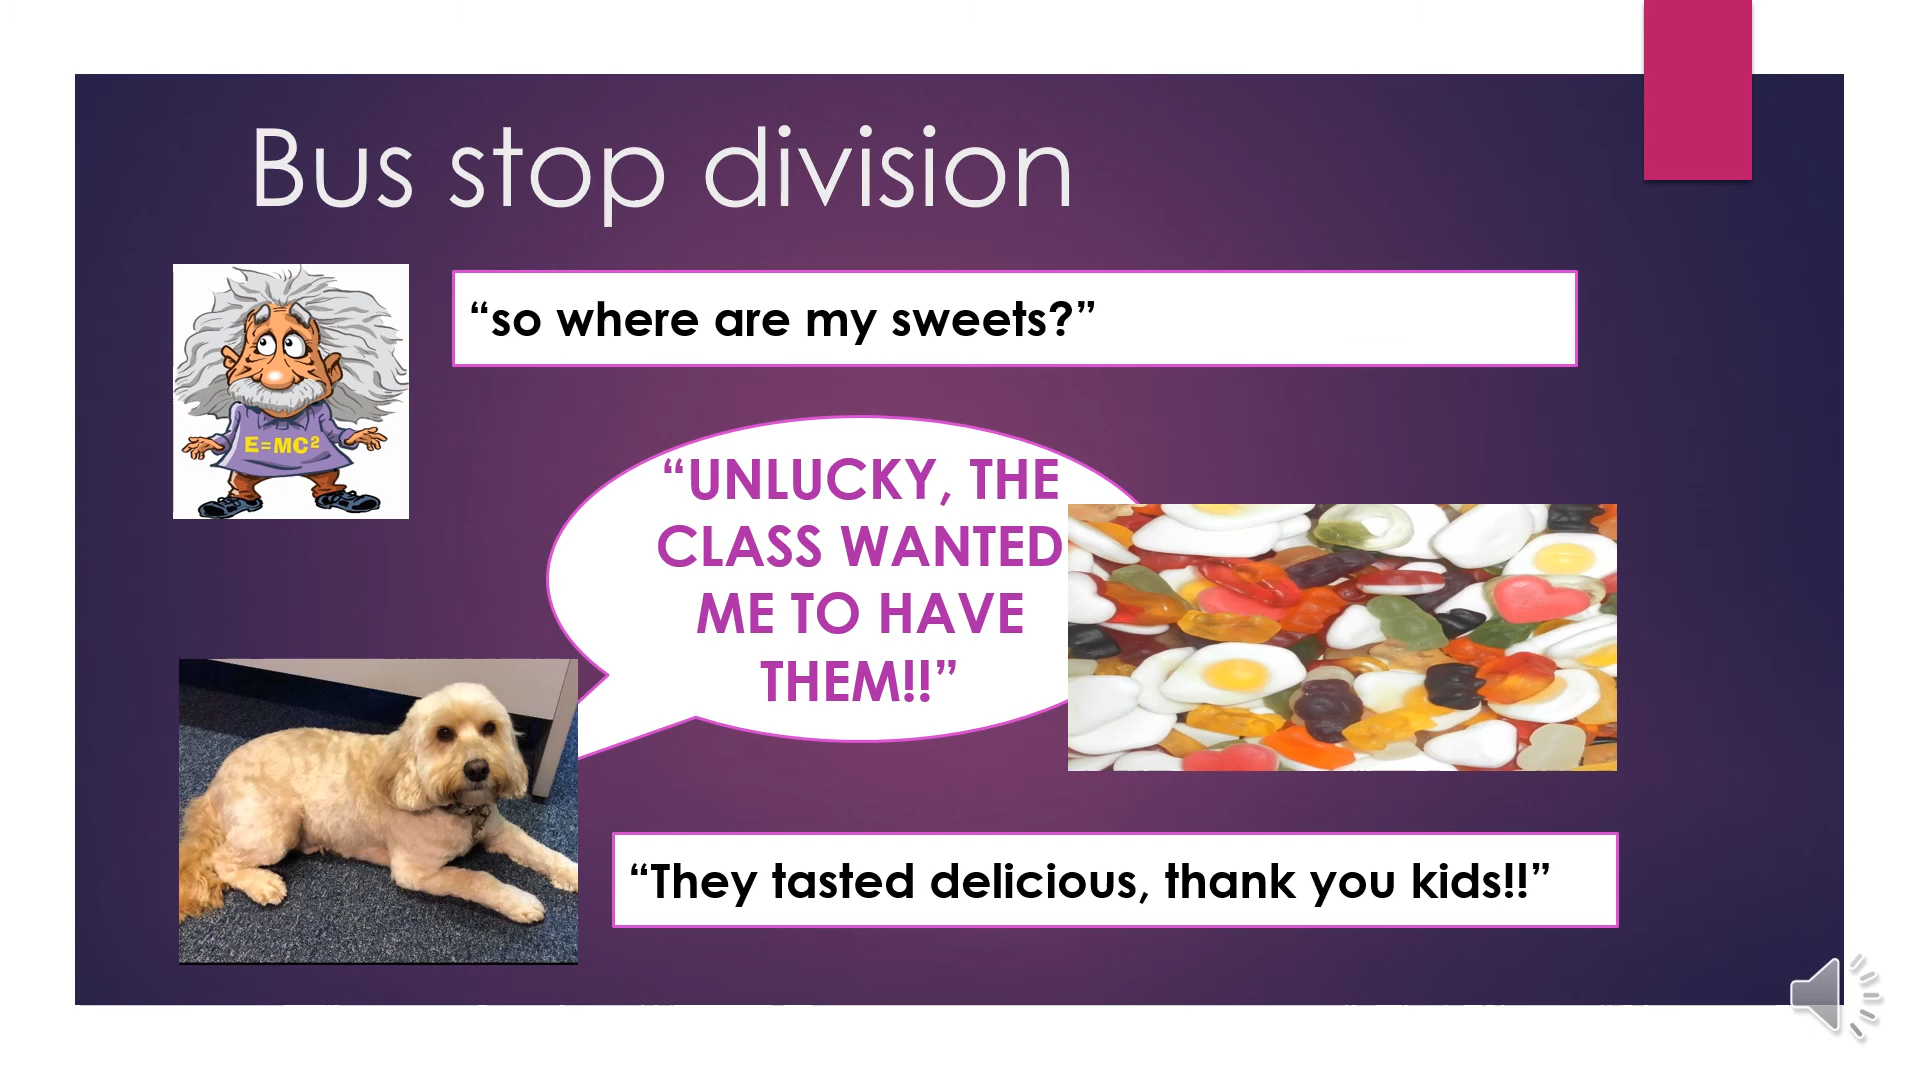 Bus stop division
“so where are my sweets?”
E=MC²
“UNLUCKY, THE
CLASS WANTED
ME TO HAVE
THEM!!”
“They tasted delicious, thank you kids!!”